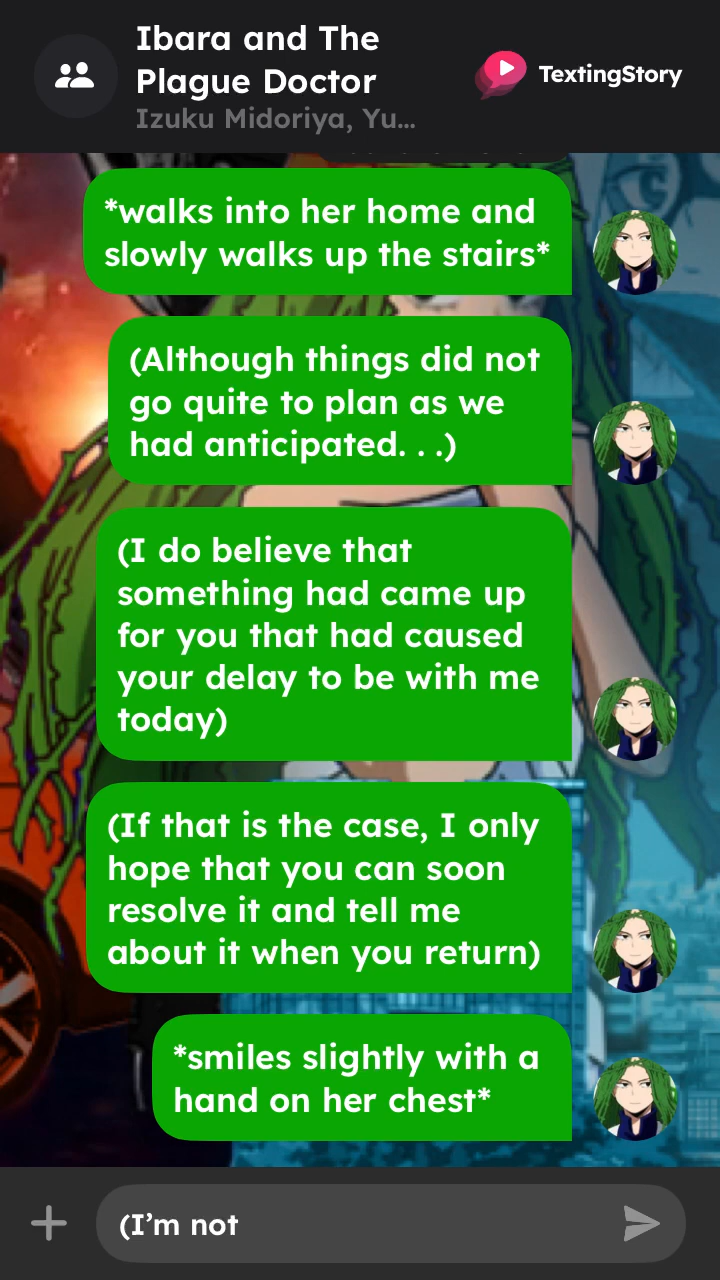 Ibara and The
Plague Doctor
Izuku Midoriya, Yu...
TextingStory
*walks into her home and
slowly walks up the stairs*
(Although things did not
go quite to plan as we
had anticipated. . .)
(I do believe that
something had came up
for you that had caused
your delay to be with me
today)
(If that is the case, I only
hope that you can soon
resolve it and tell me
about it when you return)
*smiles slightly with a
hand on her chest*
(I’m not